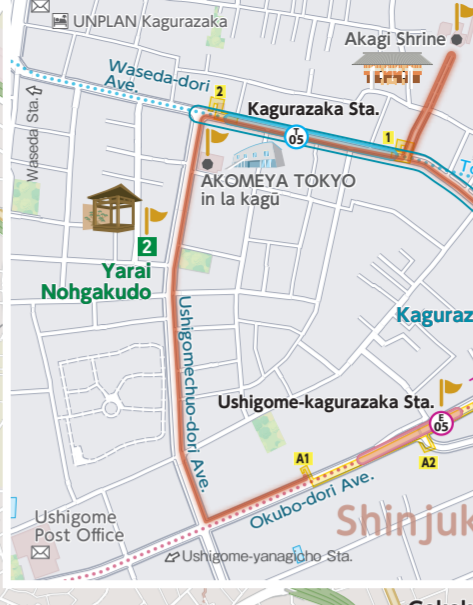 UNPLAN Kagurazaka
Akagi Shrine
Waseda-dori
Ave.
Waseda Sta.
2
Kagurazaka Sta.
T
05
1
AKOMEYA TOKYO
in la kagū
2
Yarai
Nohgakudo
Ushigomechuo-dori Ave.
Kaguraz
Ushigome-kagurazaka Sta.
E
05
A1
A2
Okubo-dori Ave.
Shinjuk
Ushigome
Post Office
Ushigome-yanagicho Sta.